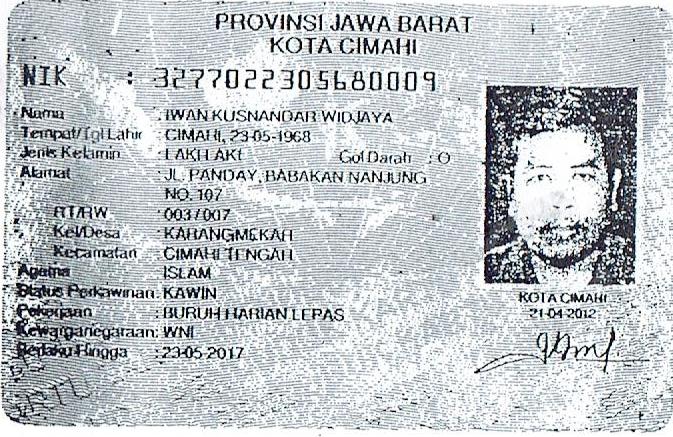 PROVINSI JAWA BARAT
KOTA CIMAHI
NIK : 3277022305680009
Nama : IWAN KUSNANDAR WIDJAYA
Tempat/Tgl Lahir : CIMAHI, 23-05-1968
Jenis Kelamin : LAKI-LAKI Gol Darah : O
Alamat : JL. PANDAY, BABAKAN NANJUNG
NO. 107
RT/RW : 003/007
Kel/Desa : KARANGMEKAR
Kecamatan : CIMAHI TENGAH
Agama : ISLAM
Status Perkawinan: KAWIN
Pekerjaan : BURUH HARIAN LEPAS
Kewarganegaraan: WNI
Berlaku Hingga : 23-05-2017
KOTA CIMAHI
21-04-2012